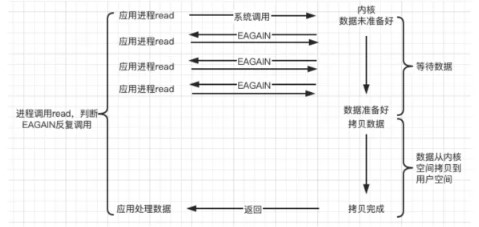 应用进程read
系统调用
内核
数据未准备好
EAGAIN
应用进程read
EAGAIN
应用进程read
等待数据
EAGAIN
应用进程read
进程调用read，判断
EAGAIN反复调用
数据准备好
拷贝数据
数据从内核
空间拷贝到
用户空间
应用处理数据
返回
拷贝完成